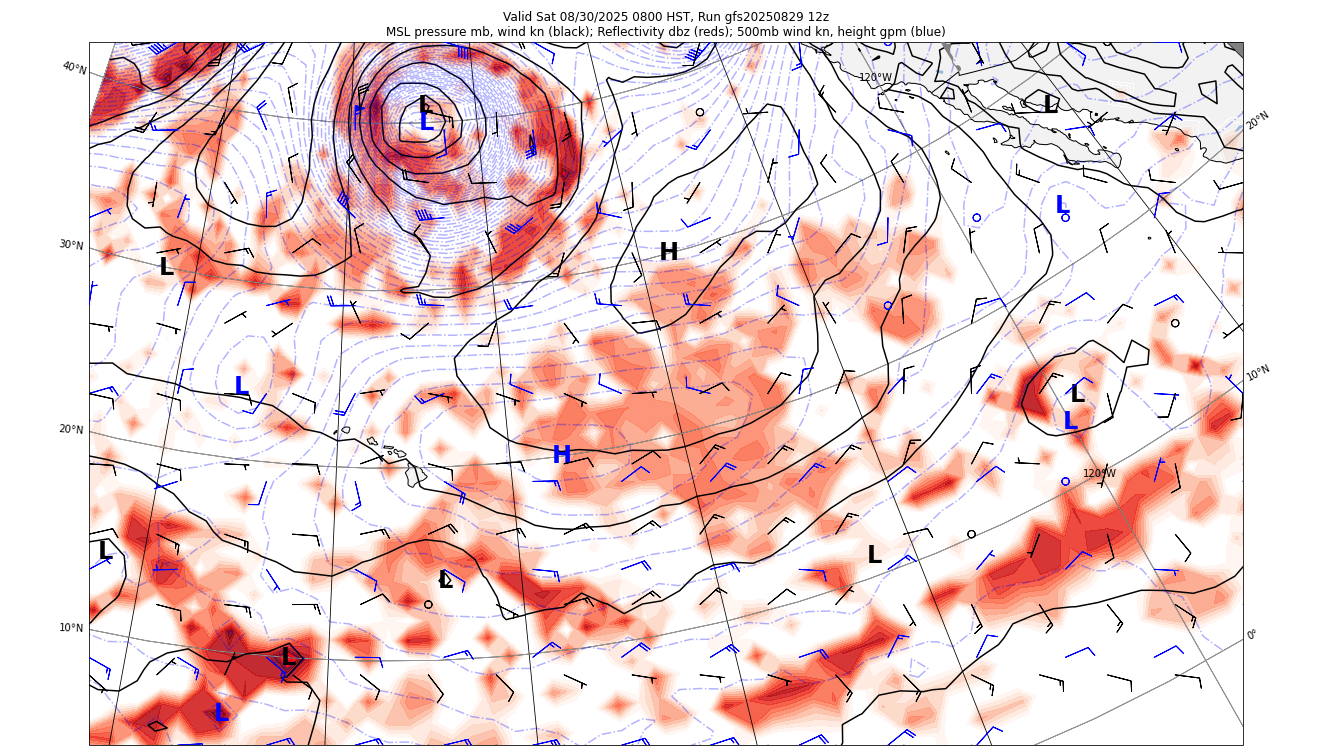 Valid Sat 08/30/2025 0800 HST, Run gfs20250829 12z
MSL pressure mb, wind kn (black); Reflectivity dbz (reds); 500mb wind kn, height gpm (blue)
40°N
120°W
L
L
L
20°N
L
30°N
H
L
L
10°N
L
L
20°N
H
120°W
L
L
L
10°N
0°
L
L